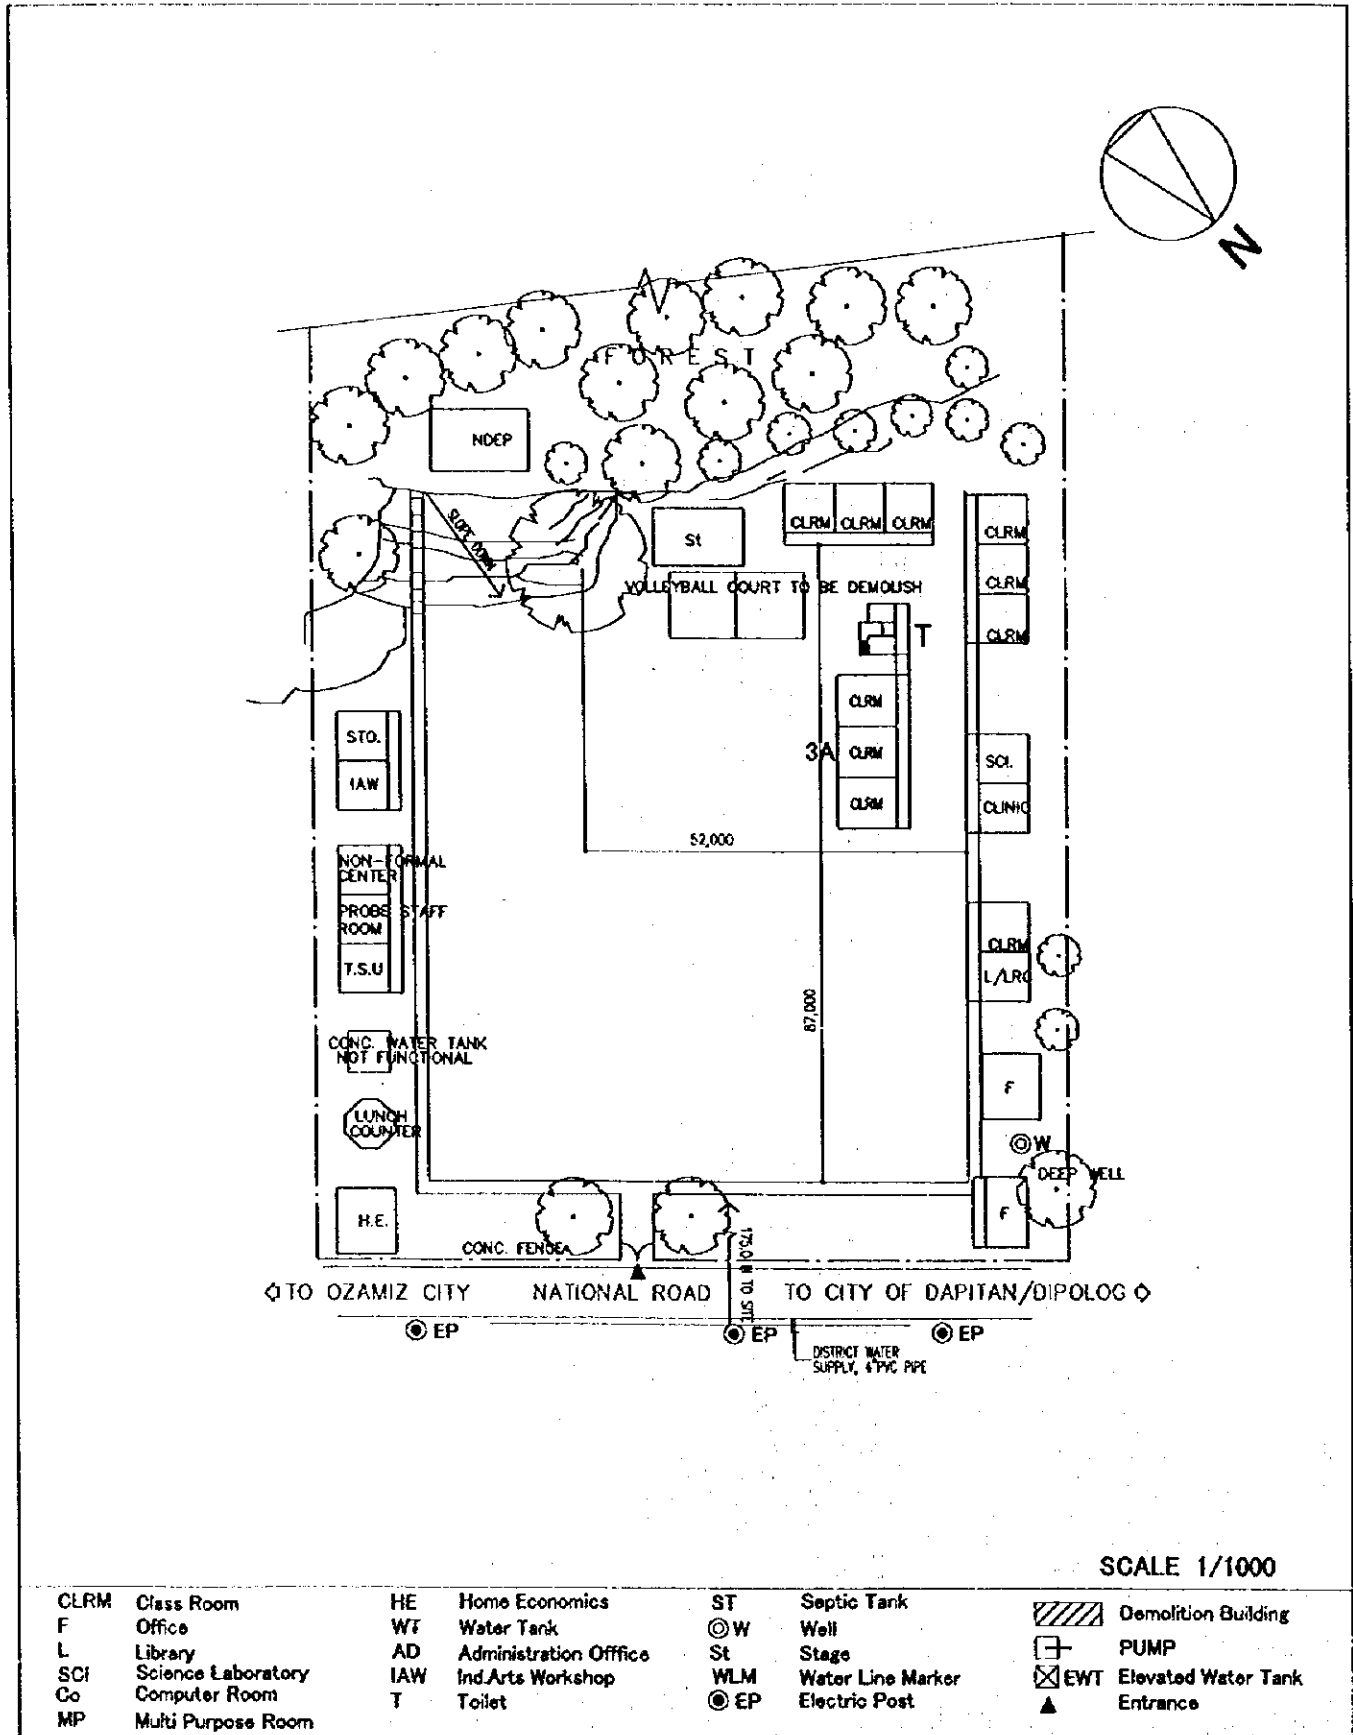 N
FOREST
NDEP
SLOPE DOWN
St
CLRM CLRM CLRM
CLRM
CLRM
CLRM
VOLLEYBALL COURT TO BE DEMOLISH
T
CLRM
3A CLRM
CLRM
STO.
IAW
SCI.
CLINIC
52,000
NON-FORMAL
CENTER
PROBE STAFF
ROOM
T.S.U
CLRM
L/LRC
87,000
CONC. WATER TANK
NOT FUNCTIONAL
F
LUNCH
COUNTER
W
DEEP WELL
H.E.
F
CONC. FENCE
175.0 M TO SITE
TO OZAMIZ CITY NATIONAL ROAD TO CITY OF DAPITAN/DIPOLOG
EP EP EP
DISTRICT WATER
SUPPLY, 4"PVC PIPE
SCALE 1/1000
CLRM Class Room
F Office
L Library
SCI Science Laboratory
Co Computer Room
MP Multi Purpose Room
HE Home Economics
WT Water Tank
AD Administration Offfice
IAW Ind.Arts Workshop
T Toilet
ST Septic Tank
W Well
St Stage
WLM Water Line Marker
EP Electric Post
Demolition Building
PUMP
EWT Elevated Water Tank
Entrance